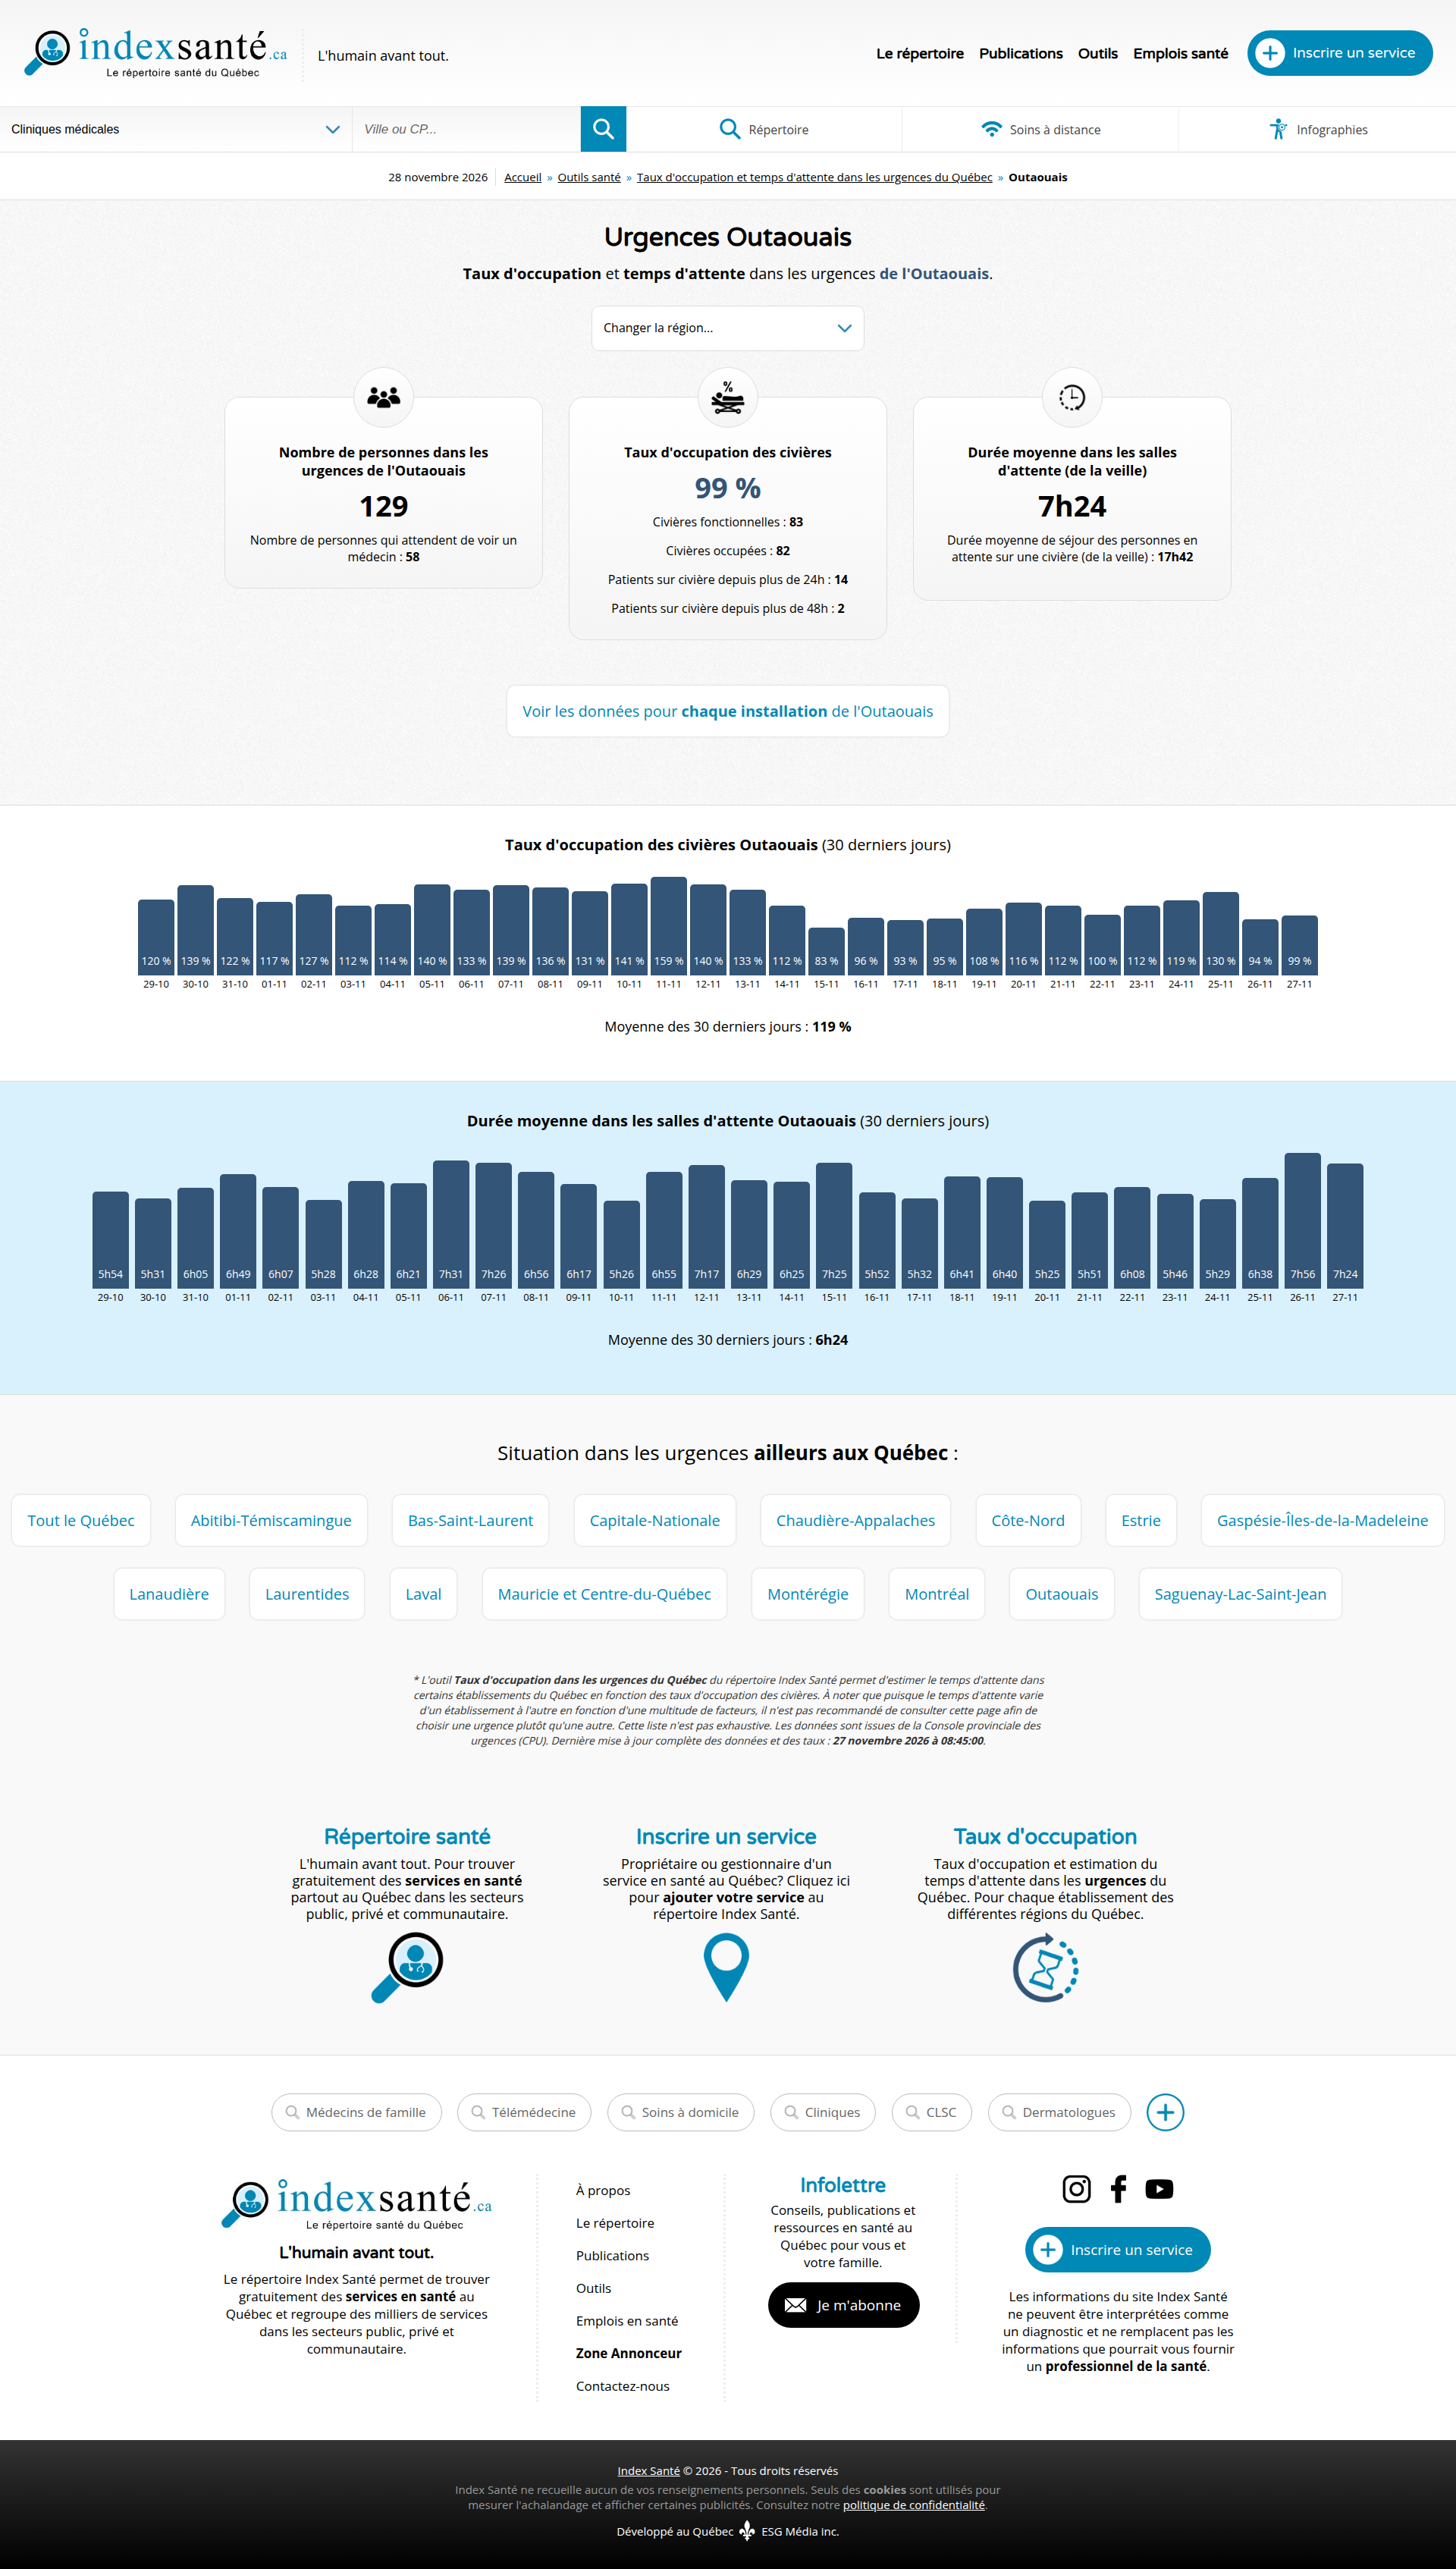 indexsanté.ca
Le répertoire santé du Québec
L'humain avant tout.
Le répertoire Publications Outils Emplois santé Inscrire un service
Cliniques médicales Ville ou CP... Répertoire Soins à distance Infographies
28 novembre 2026 Accueil » Outils santé » Taux d'occupation et temps d'attente dans les urgences du Québec » Outaouais
Urgences Outaouais
Taux d'occupation et temps d'attente dans les urgences de l'Outaouais.
Changer la région...
%
Nombre de personnes dans les
urgences de l'Outaouais
129
Nombre de personnes qui attendent de voir un
médecin : 58
Taux d'occupation des civières
99 %
Civières fonctionnelles : 83
Civières occupées : 82
Patients sur civière depuis plus de 24h : 14
Patients sur civière depuis plus de 48h : 2
Durée moyenne dans les salles
d'attente (de la veille)
7h24
Durée moyenne de séjour des personnes en
attente sur une civière (de la veille) : 17h42
Voir les données pour chaque installation de l'Outaouais
Taux d'occupation des civières Outaouais (30 derniers jours)
120 % 139 % 122 % 117 % 127 % 112 % 114 % 140 % 133 % 139 % 136 % 131 % 141 % 159 % 140 % 133 % 112 % 83 % 96 % 93 % 95 % 108 % 116 % 112 % 100 % 112 % 119 % 130 % 94 % 99 %
29-10 30-10 31-10 01-11 02-11 03-11 04-11 05-11 06-11 07-11 08-11 09-11 10-11 11-11 12-11 13-11 14-11 15-11 16-11 17-11 18-11 19-11 20-11 21-11 22-11 23-11 24-11 25-11 26-11 27-11
Moyenne des 30 derniers jours : 119 %
Durée moyenne dans les salles d'attente Outaouais (30 derniers jours)
5h54 5h31 6h05 6h49 6h07 5h28 6h28 6h21 7h31 7h26 6h56 6h17 5h26 6h55 7h17 6h29 6h25 7h25 5h52 5h32 6h41 6h40 5h25 5h51 6h08 5h46 5h29 6h38 7h56 7h24
29-10 30-10 31-10 01-11 02-11 03-11 04-11 05-11 06-11 07-11 08-11 09-11 10-11 11-11 12-11 13-11 14-11 15-11 16-11 17-11 18-11 19-11 20-11 21-11 22-11 23-11 24-11 25-11 26-11 27-11
Moyenne des 30 derniers jours : 6h24
Situation dans les urgences ailleurs aux Québec :
Tout le Québec Abitibi-Témiscamingue Bas-Saint-Laurent Capitale-Nationale Chaudière-Appalaches Côte-Nord Estrie Gaspésie-Îles-de-la-Madeleine
Lanaudière Laurentides Laval Mauricie et Centre-du-Québec Montérégie Montréal Outaouais Saguenay-Lac-Saint-Jean
* L'outil Taux d'occupation dans les urgences du Québec du répertoire Index Santé permet d'estimer le temps d'attente dans
certains établissements du Québec en fonction des taux d'occupation des civières. À noter que puisque le temps d'attente varie
d'un établissement à l'autre en fonction d'une multitude de facteurs, il n'est pas recommandé de consulter cette page afin de
choisir une urgence plutôt qu'une autre. Cette liste n'est pas exhaustive. Les données sont issues de la Console provinciale des
urgences (CPU). Dernière mise à jour complète des données et des taux : 27 novembre 2026 à 08:45:00.
Répertoire santé
L'humain avant tout. Pour trouver
gratuitement des services en santé
partout au Québec dans les secteurs
public, privé et communautaire.
Inscrire un service
Propriétaire ou gestionnaire d'un
service en santé au Québec? Cliquez ici
pour ajouter votre service au
répertoire Index Santé.
Taux d'occupation
Taux d'occupation et estimation du
temps d'attente dans les urgences du
Québec. Pour chaque établissement des
différentes régions du Québec.
Médecins de famille Télémédecine Soins à domicile Cliniques CLSC Dermatologues
indexsanté.ca
Le répertoire santé du Québec
L'humain avant tout.
Le répertoire Index Santé permet de trouver
gratuitement des services en santé au
Québec et regroupe des milliers de services
dans les secteurs public, privé et
communautaire.
À propos
Le répertoire
Publications
Outils
Emplois en santé
Zone Annonceur
Contactez-nous
Infolettre
Conseils, publications et
ressources en santé au
Québec pour vous et
votre famille.
Je m'abonne
Inscrire un service
Les informations du site Index Santé
ne peuvent être interprétées comme
un diagnostic et ne remplacent pas les
informations que pourrait vous fournir
un professionnel de la santé.
Index Santé © 2026 - Tous droits réservés
Index Santé ne recueille aucun de vos renseignements personnels. Seuls des cookies sont utilisés pour
mesurer l'achalandage et afficher certaines publicités. Consultez notre politique de confidentialité.
Développé au Québec ESG Média inc.